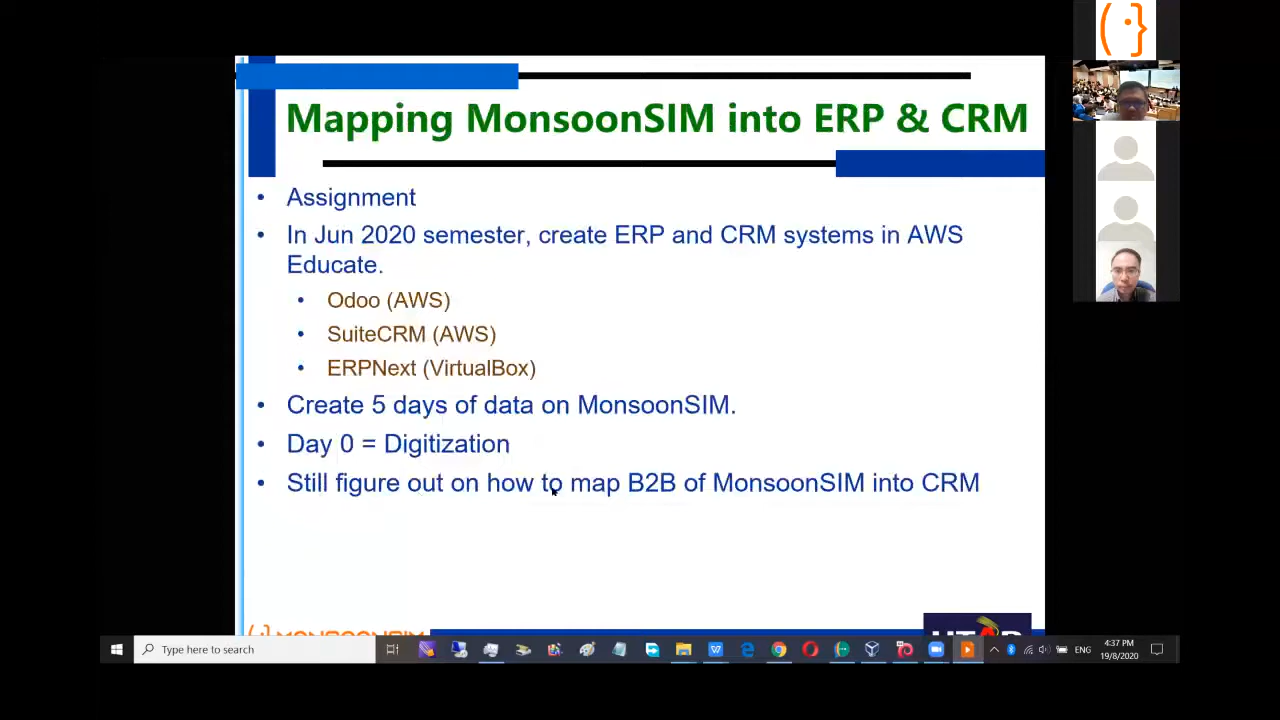 Mapping MonsoonSIM into ERP & CRM
• Assignment
• In Jun 2020 semester, create ERP and CRM systems in AWS
Educate.
• Odoo (AWS)
• SuiteCRM (AWS)
• ERPNext (VirtualBox)
• Create 5 days of data on MonsoonSIM.
• Day 0 = Digitization
• Still figure out on how to map B2B of MonsoonSIM into CRM
MONSOONSIM
UTAR
Type here to search
ENG
4:37 PM
19/8/2020